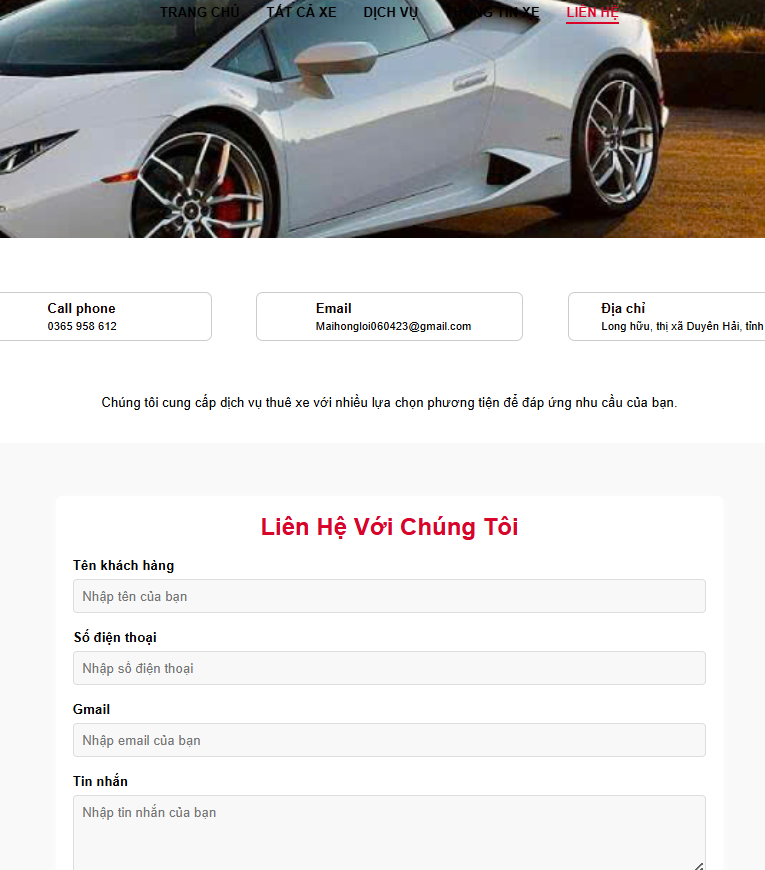 TRANG CHỦ TẤT CẢ XE DỊCH VỤ THÔNG TIN XE LIÊN HỆ
Call phone
0365 958 612
Email
Maihongloi060423@gmail.com
Địa chỉ
Long hữu, thị xã Duyên Hải, tỉnh
Chúng tôi cung cấp dịch vụ thuê xe với nhiều lựa chọn phương tiện để đáp ứng nhu cầu của bạn.
Liên Hệ Với Chúng Tôi
Tên khách hàng
Nhập tên của bạn
Số điện thoại
Nhập số điện thoại
Gmail
Nhập email của bạn
Tin nhắn
Nhập tin nhắn của bạn